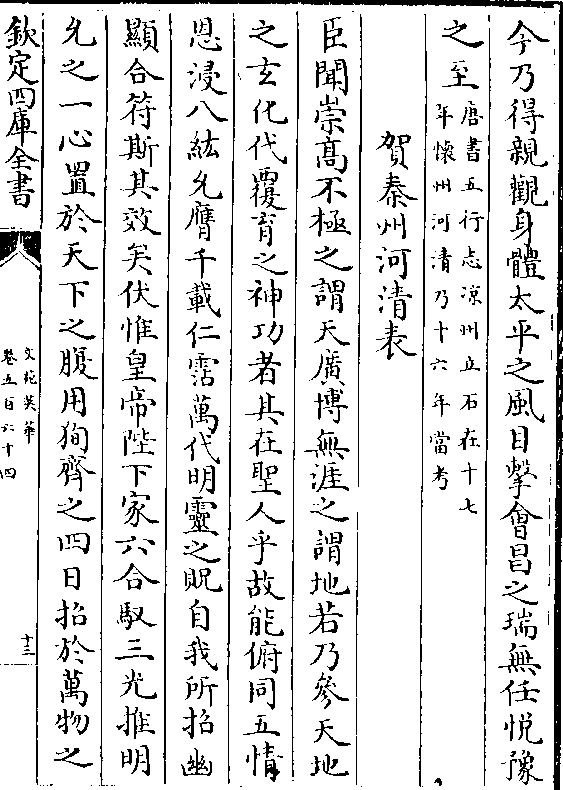 今乃得親觀身體太平之風目擊會昌之瑞無任悅豫
之至唐書五行志涼州立石在十七
年懷州河清乃十六年當考
賀秦州河清表
臣聞崇髙不極之謂天廣博無涯之謂地若乃參天地
之玄化代覆育之神功者其在聖人乎故能俯同五情
恩浸八紘允膺千載仁霑萬代明靈之貺自我所招幽
顯合符斯其效矣伏惟皇帝陛下家六合馭三光推明
允之一心置於天下之腹用狥齊之四目招於萬物之
欽定四庫全書
文苑英華
卷五百六十四
十三